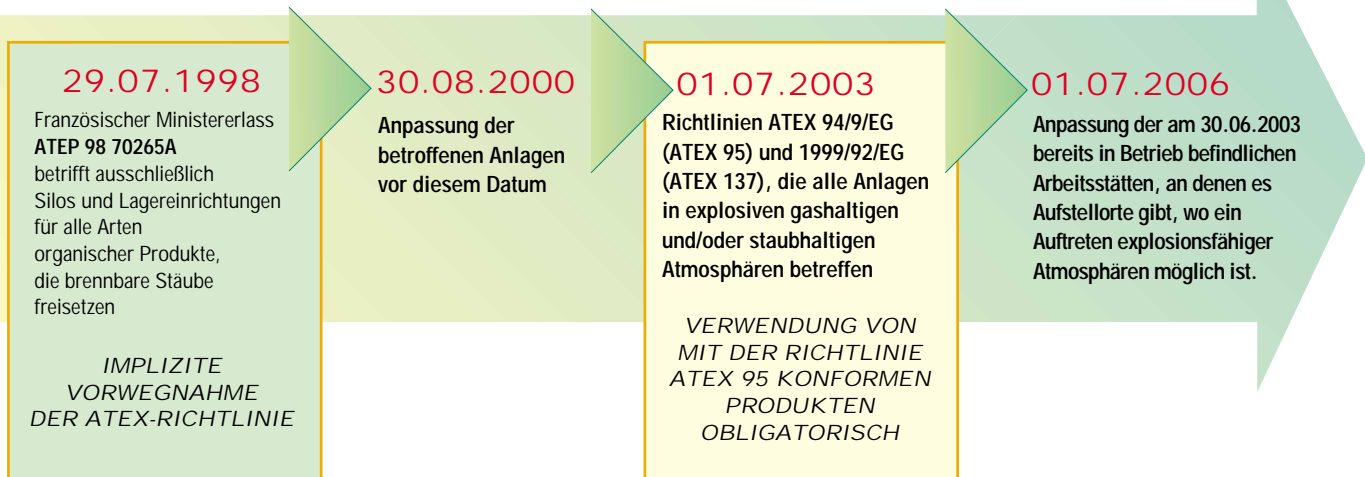 29.07.1998
Französischer Ministererlass
ATEP 98 70265A
betrifft ausschließlich
Silos und Lagereinrichtungen
für alle Arten
organischer Produkte,
die brennbare Stäube
freisetzen
IMPLIZITE
VORWEGNAHME
DER ATEX-RICHTLINIE
30.08.2000
Anpassung der
betroffenen Anlagen
vor diesem Datum
01.07.2003
Richtlinien ATEX 94/9/EG
(ATEX 95) und 1999/92/EG
(ATEX 137), die alle Anlagen
in explosiven gashaltigen
und/oder staubhaltigen
Atmosphären betreffen
VERWENDUNG VON
MIT DER RICHTLINIE
ATEX 95 KONFORMEN
PRODUKTEN
OBLIGATORISCH
01.07.2006
Anpassung der am 30.06.2003
bereits in Betrieb befindlichen
Arbeitsstätten, an denen es
Aufstellorte gibt, wo ein
Auftreten explosionsfähiger
Atmosphären möglich ist.